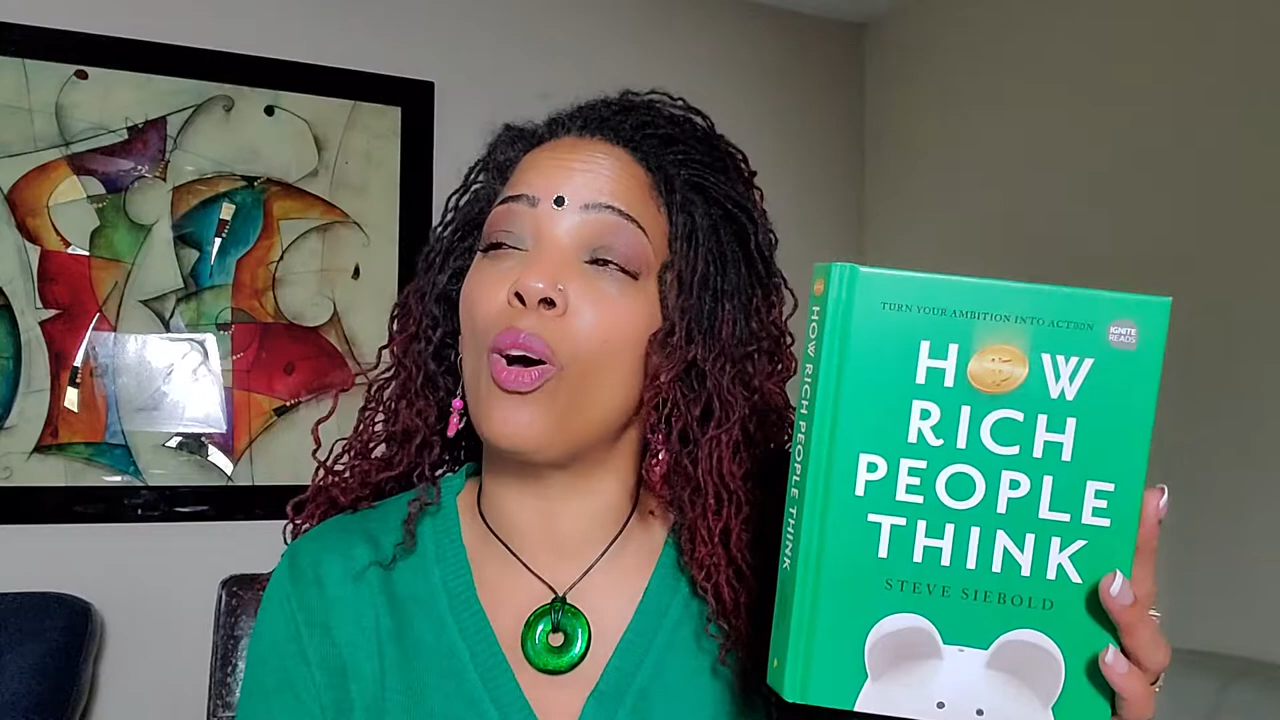 HOW RICH PEOPLE THINK
TURN YOUR AMBITION INTO ACTION
IGNITE
READS
HOW
RICH
PEOPLE
THINK
STEVE SIEBOLD